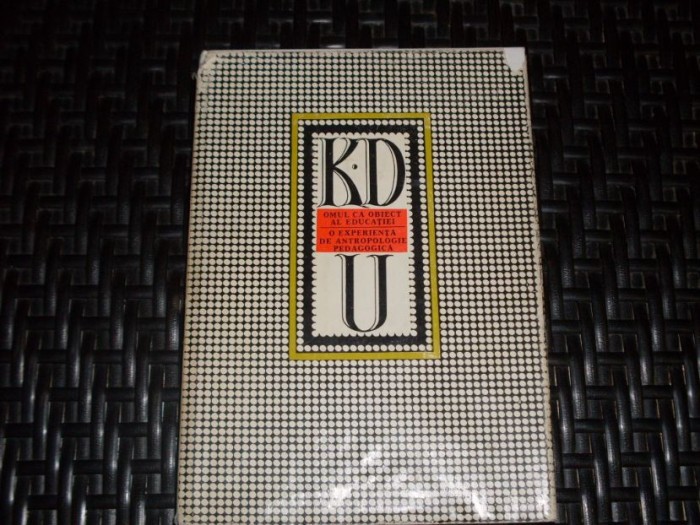 K.D
OMUL CA OBIECT
AL EDUCAȚIEI
O EXPERIENȚĂ
DE ANTROPOLOGIE
PEDAGOGICĂ
U